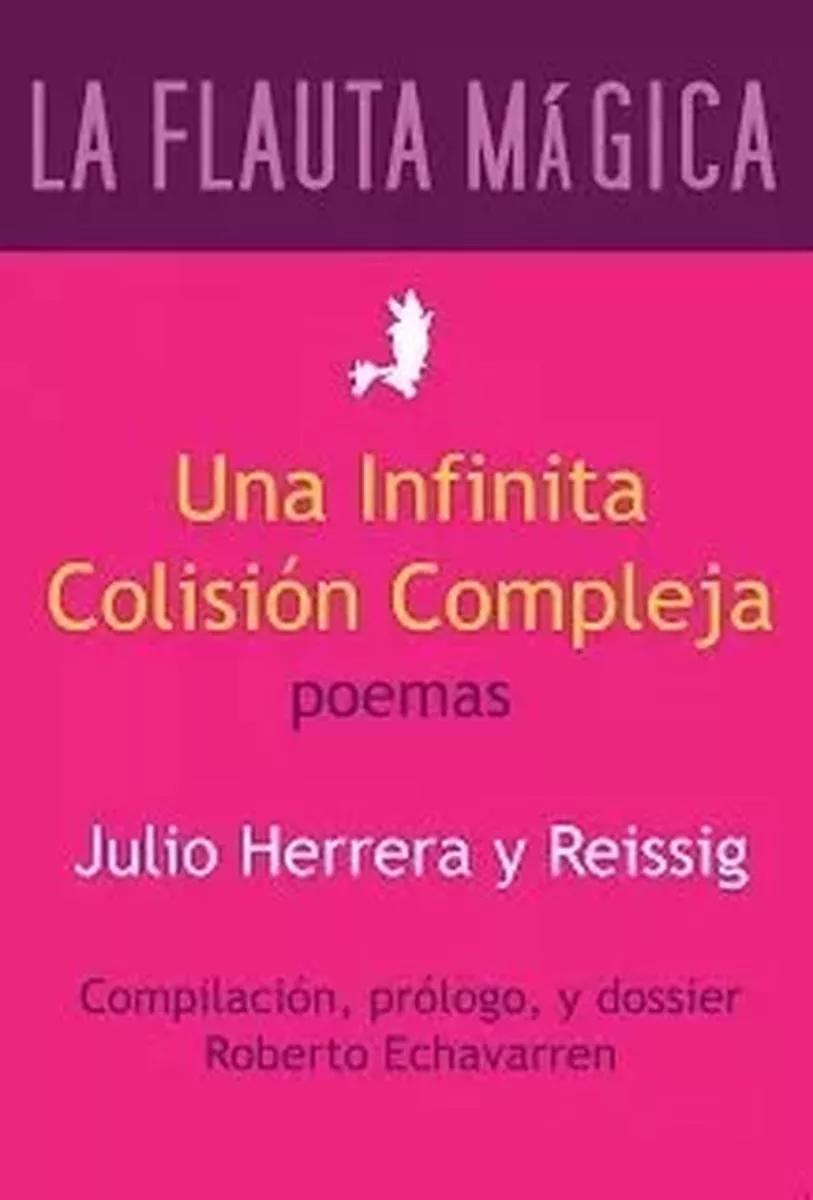 LA FLAUTA MÁGICA
Una Infinita
Colisión Compleja
poemas
Julio Herrera y Reissig
Compilación, prólogo, y dossier
Roberto Echavarren